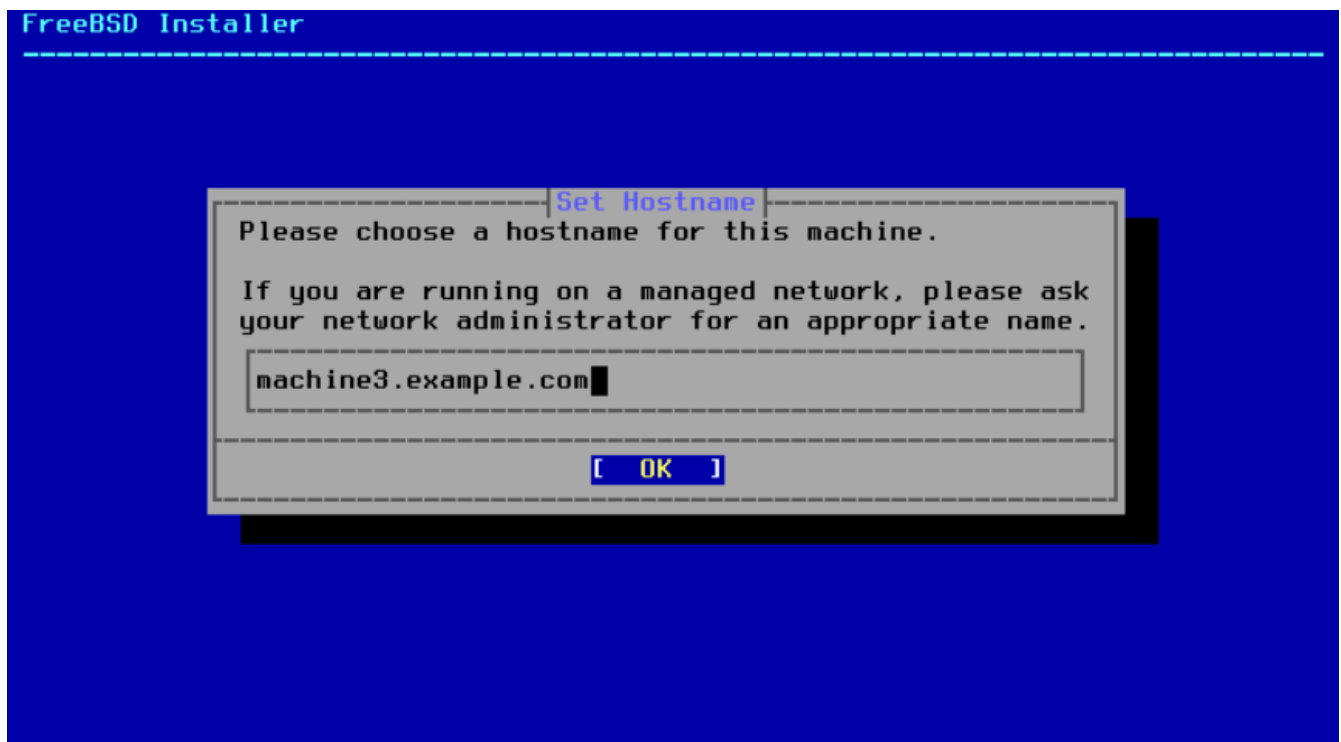 FreeBSD Installer
Set Hostname
Please choose a hostname for this machine.
If you are running on a managed network, please ask
your network administrator for an appropriate name.
machine3.example.com
[ OK ]